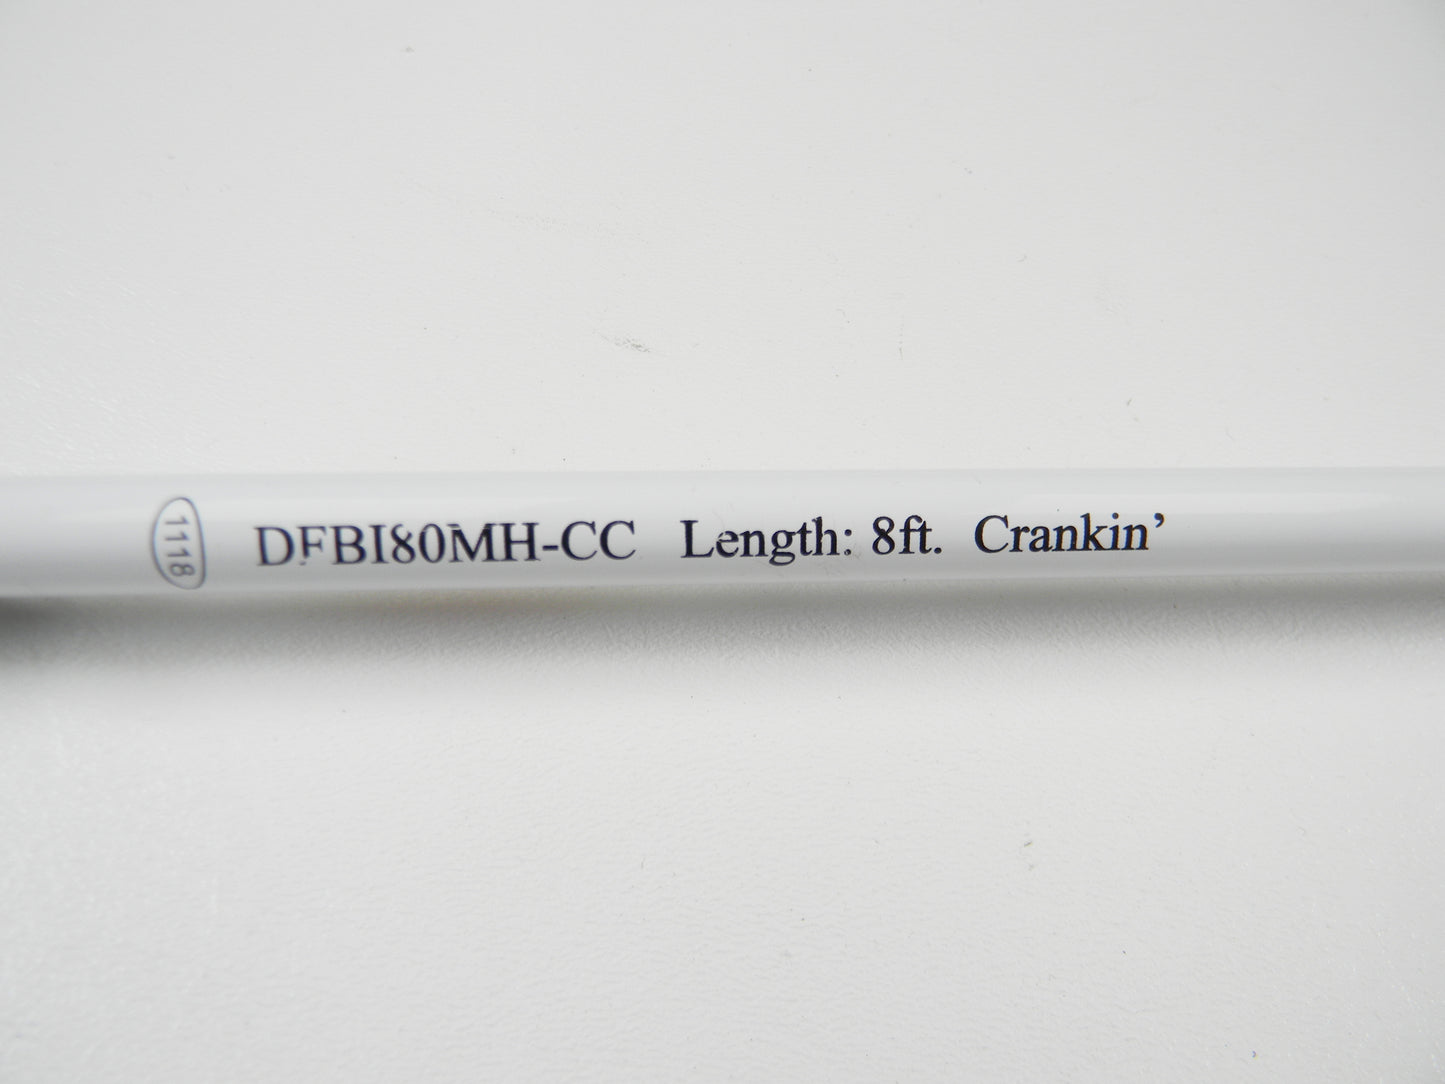 1118 DFBI80MH-CC Length: 8ft. Crankin’